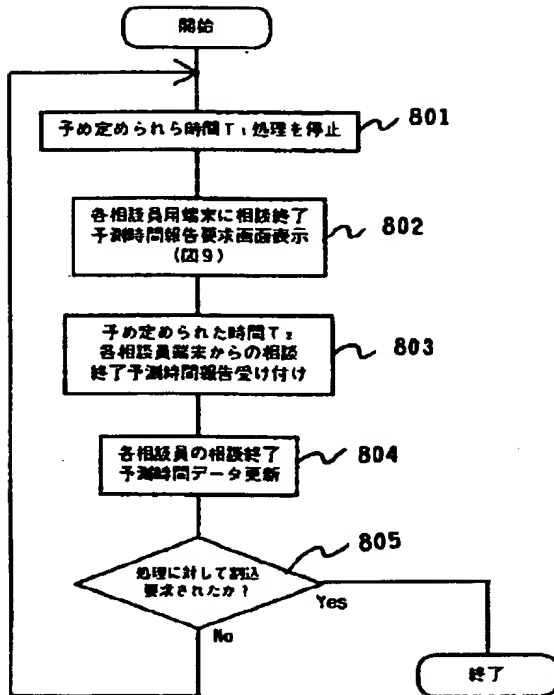 開始
予め定められら時間T₁処理を停止
801
各相談員用端末に相談終了
予測時間報告要求画面表示
(図9)
802
予め定められた時間T₂
各相談員端末からの相談
終了予測時間報告受け付け
803
各相談員の相談終了
予測時間データ更新
804
処理に対して割込
要求されたか?
805
Yes
No
終了